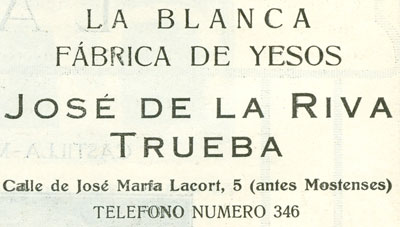 LA BLANCA
FÁBRICA DE YESOS
JOSÉ DE LA RIVA
TRUEBA
Calle de José María Lacort, 5 (antes Mostenses)
TELEFONO NUMERO 346